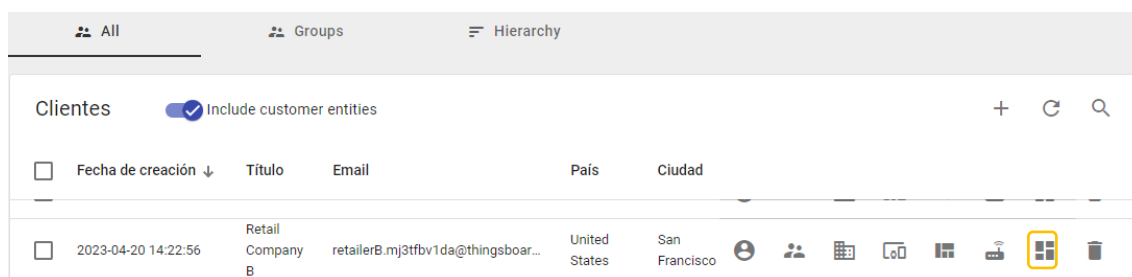 All Groups Hierarchy
Clientes Include customer entities
Fecha de creación Título Email País Ciudad
2023-04-20 14:22:56 Retail Company B retailerB.mj3tfbv1da@thingsboar... United States San Francisco